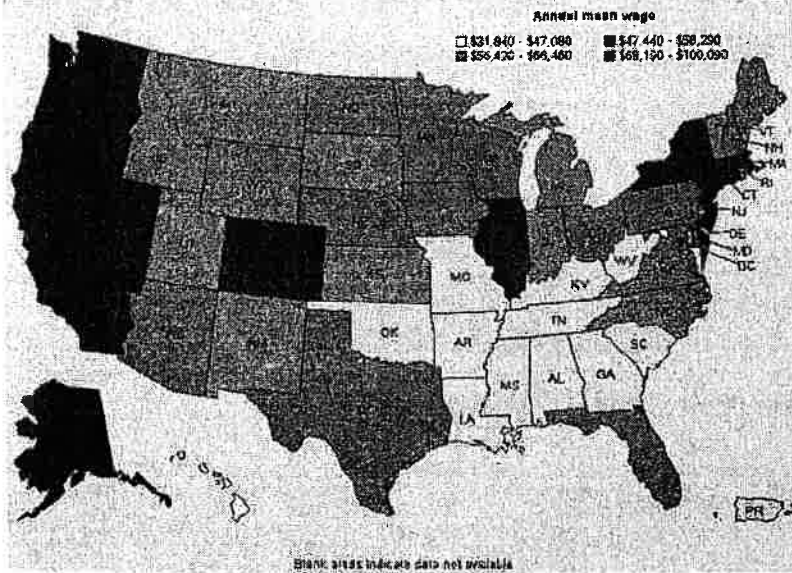 Annual mean wage
$31,840 - $47,080 $47,440 - $56,290
$56,420 - $66,460 $68,190 - $100,090
VT
NH
MA
RI
CT
NJ
DE
MD
DC
WV
MO
KY
OK
AR
TN
SC
MS
AL
GA
LA
PR
Blank areas indicate data not available